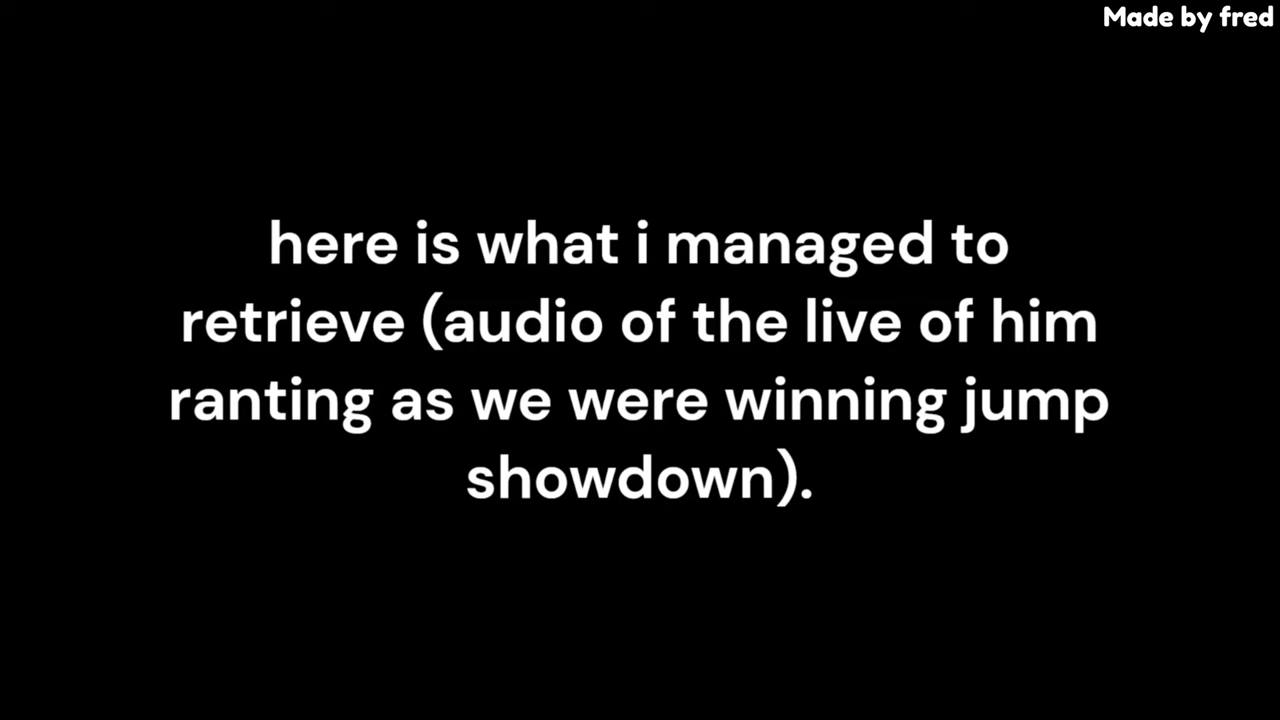 Made by fred
here is what i managed to
retrieve (audio of the live of him
ranting as we were winning jump
showdown).